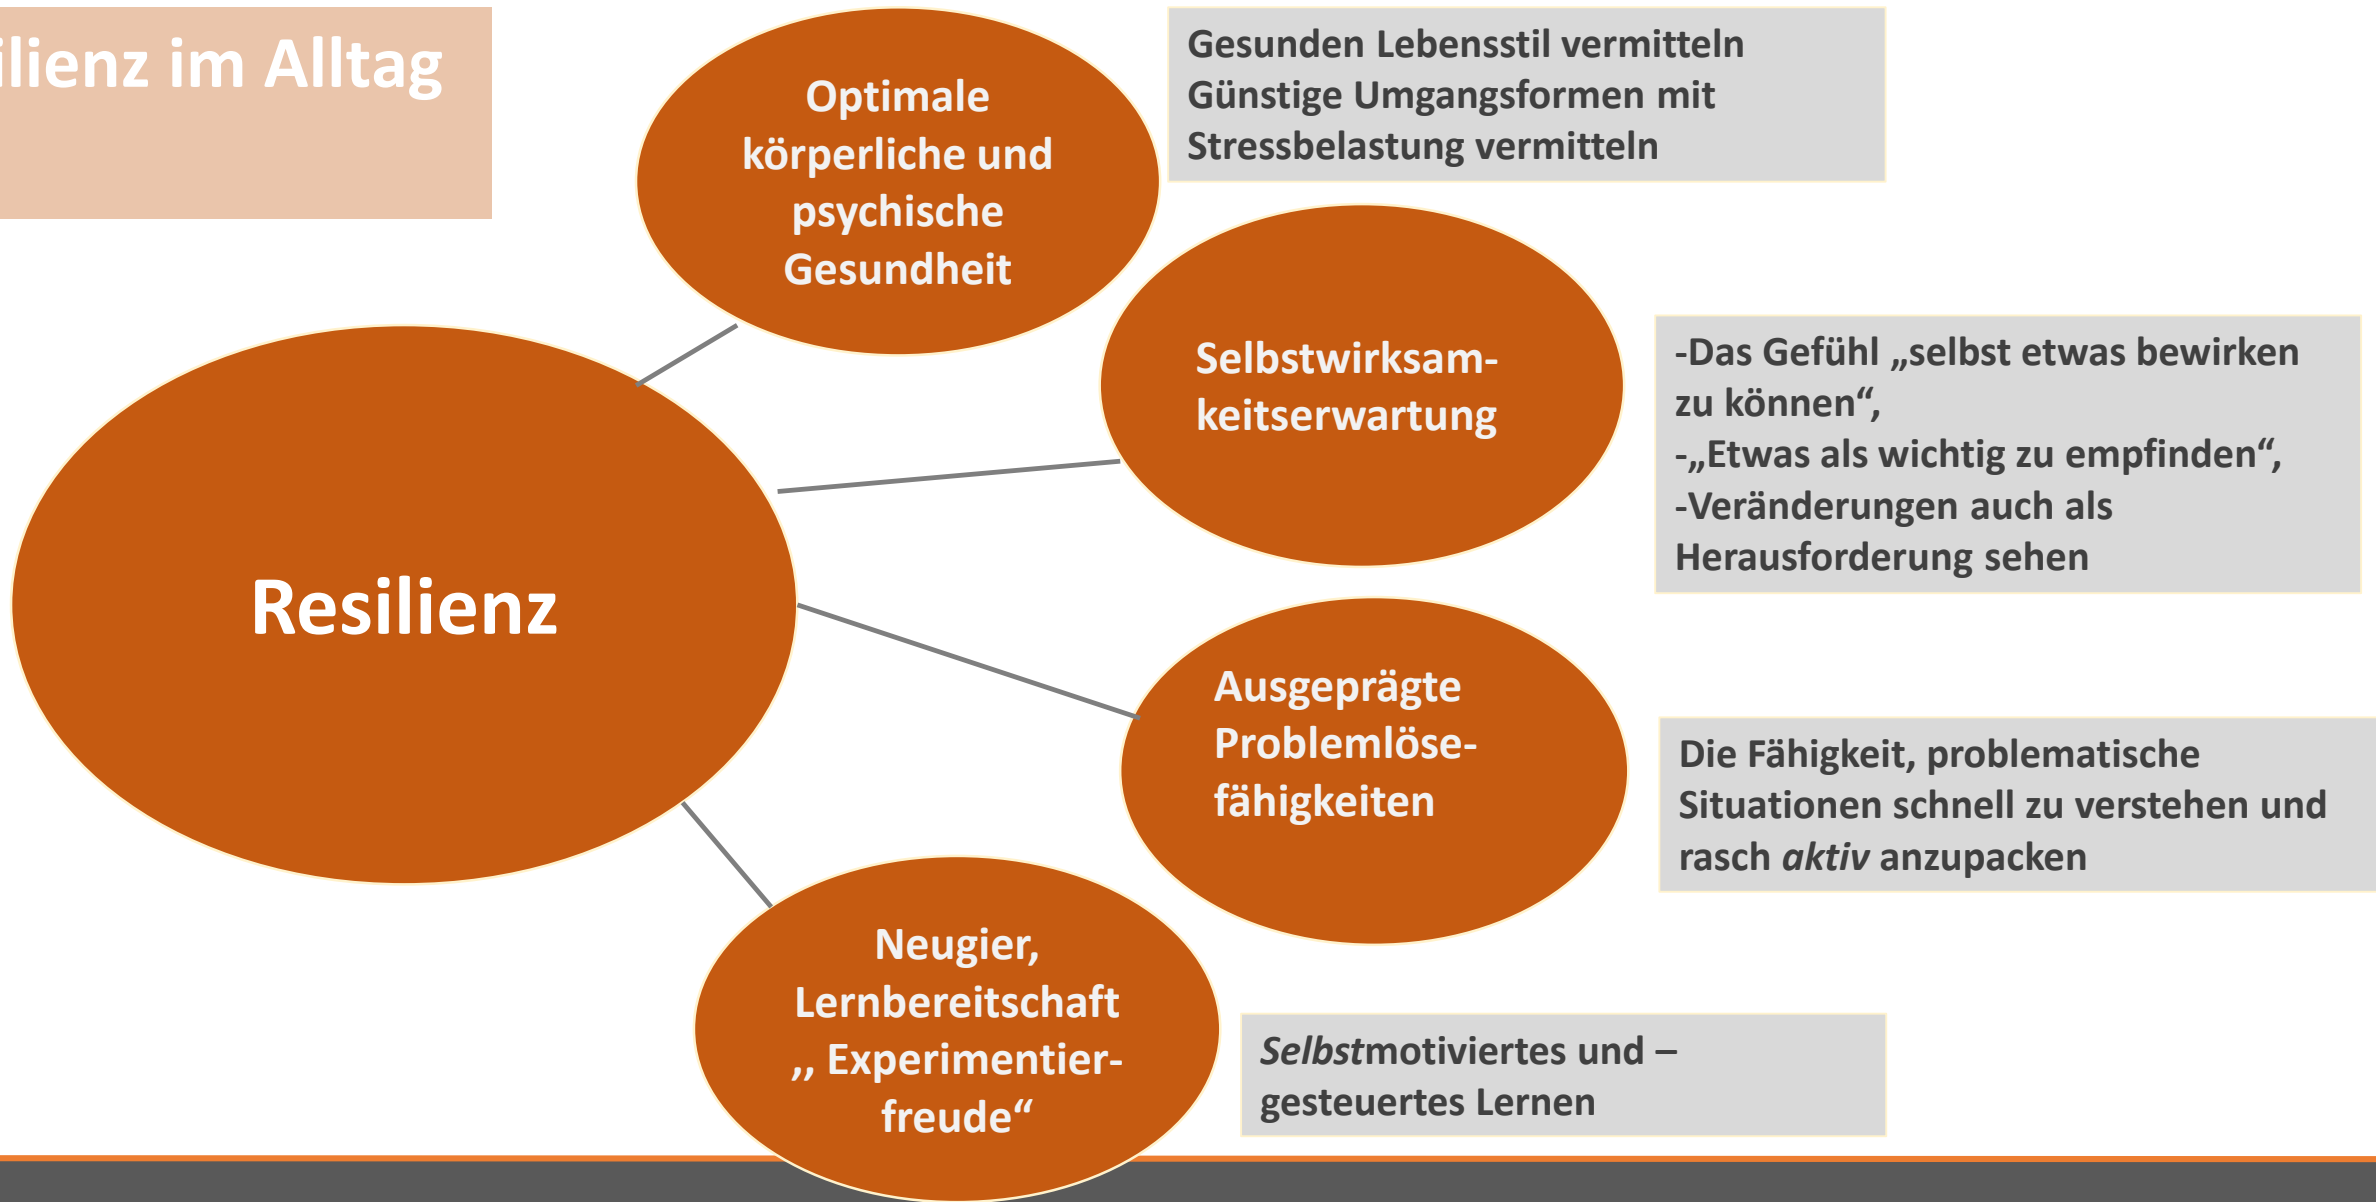 ilienz im Alltag
Optimale
körperliche und
psychische
Gesundheit
Gesunden Lebensstil vermitteln
Günstige Umgangsformen mit
Stressbelastung vermitteln
Selbstwirksam-
keitserwartung
-Das Gefühl „selbst etwas bewirken
zu können“,
-„Etwas als wichtig zu empfinden“,
-Veränderungen auch als
Herausforderung sehen
Resilienz
Ausgeprägte
Problemlöse-
fähigkeiten
Die Fähigkeit, problematische
Situationen schnell zu verstehen und
rasch aktiv anzupacken
Neugier,
Lernbereitschaft
,, Experimentier-
freude“
Selbstmotiviertes und –
gesteuertes Lernen